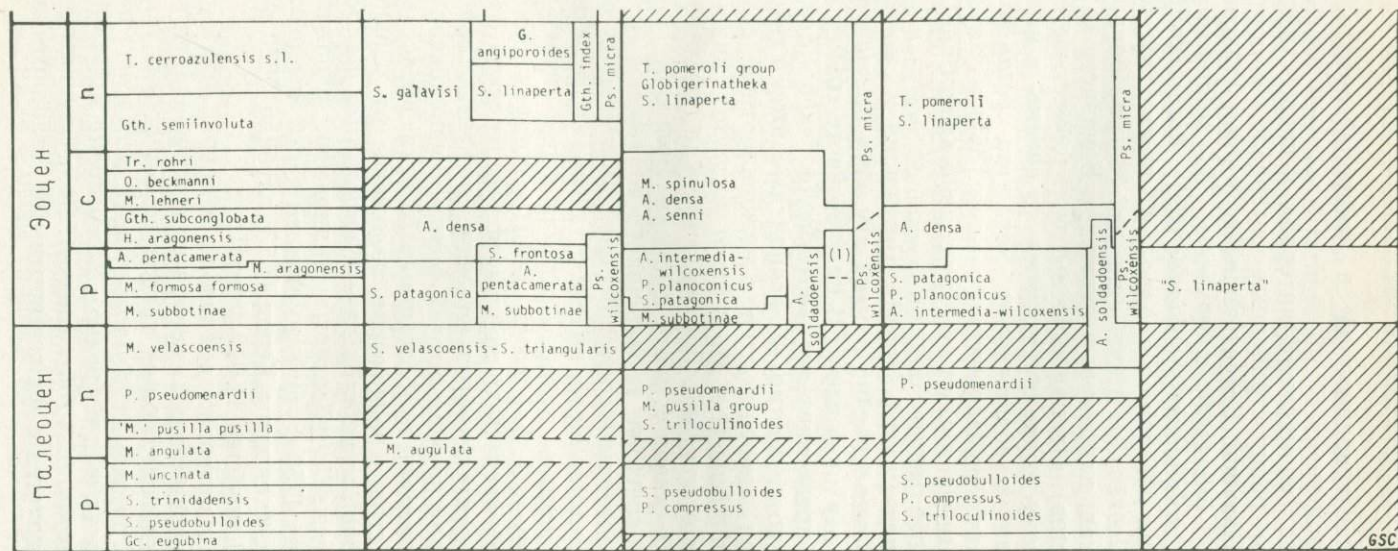 Эоцен
п
с
р
Палеоцен
п
р
T. cerroazulensis s.l.
Gth. semiinvoluta
Tr. rohri
O. beckmanni
M. lehneri
Gth. subconglobata
H. aragonensis
A. pentacamerata
M. aragonensis
M. formosa formosa
M. subbotinae
M. velascoensis
P. pseudomenardii
'M.' pusilla pusilla
M. angulata
M. uncinata
S. trinidadensis
S. pseudobulloides
Gc. eugubina
S. galavisi
G.
angiporoides
S. linaperta
Gth. index
Ps. micra
A. densa
S. frontosa
S. patagonica
A.
pentacamerata
M. subbotinae
Ps.
wilcoxensis
S. velascoensis-S. triangularis
M. augulata
T. pomeroli group
Globigerinatheka
S. linaperta
Ps. micra
M. spinulosa
A. densa
A. senni
A. intermedia-
wilcoxensis
P. planoconicus
S. patagonica
M. subbotinae
A.
soldadoensis
(1)
Ps.
wilcoxensis
P. pseudomenardii
M. pusilla group
S. triloculinoides
S. pseudobulloides
P. compressus
T. pomeroli
S. linaperta
Ps. micra
A. densa
S. patagonica
P. planoconicus
A. intermedia-wilcoxensis
A. soldadoensis
Ps.
wilcoxensis
P. pseudomenardii
S. pseudobulloides
P. compressus
S. triloculinoides
"S. linaperta"
GSC